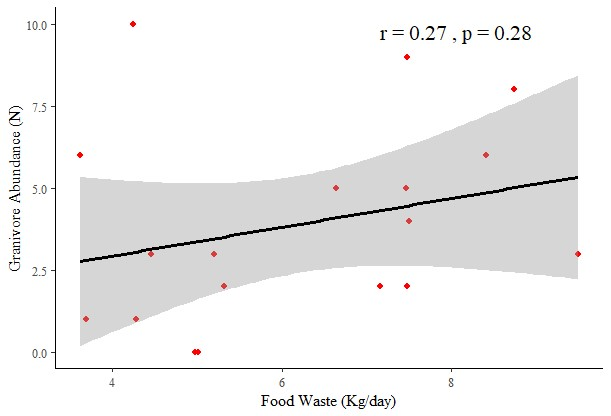 r = 0.27 , p = 0.28
10.0
7.5
5.0
2.5
0.0
Granivore Abundance (N)
4 6 8
Food Waste (Kg/day)